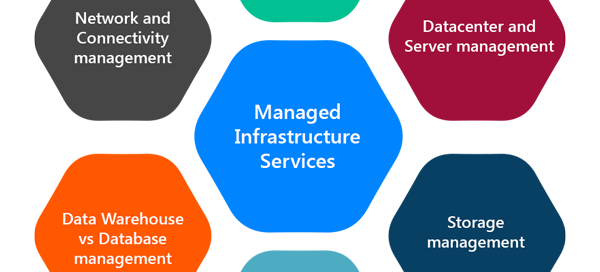 Network and
Connectivity
management
Datacenter and
Server management
Managed
Infrastructure
Services
Data Warehouse
vs Database
management
Storage
management